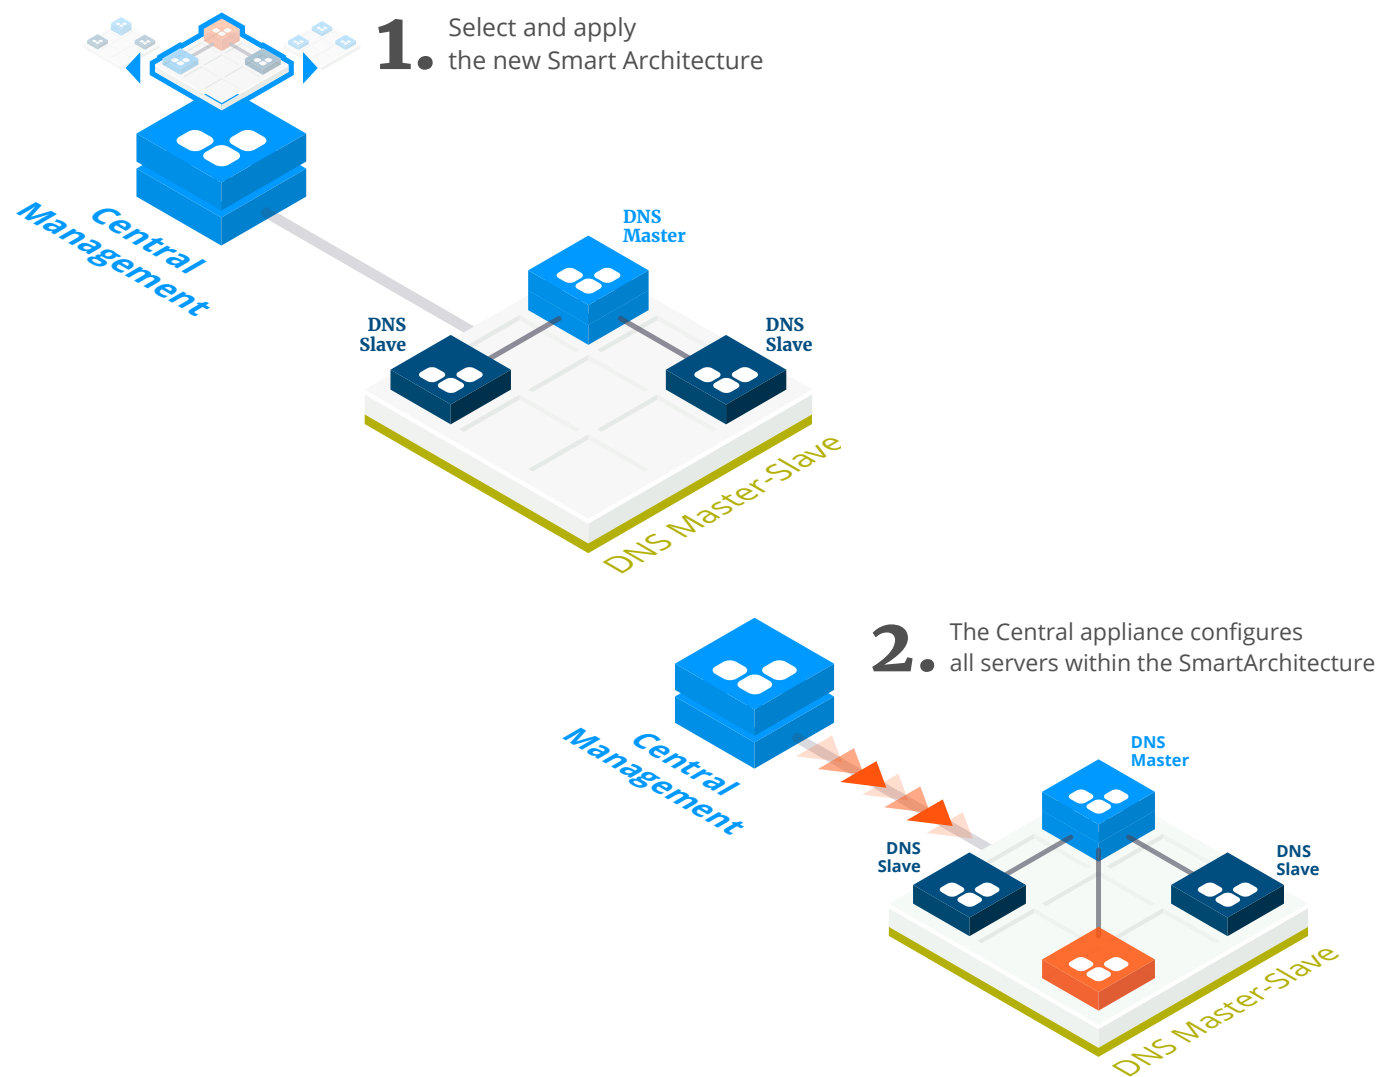 1.
Select and apply
the new Smart Architecture
Central
Management
DNS
Master
DNS
Slave
DNS
Slave
DNS Master-Slave
2.
The Central appliance configures
all servers within the SmartArchitecture
Central
Management
DNS
Master
DNS
Slave
DNS
Slave
DNS Master-Slave